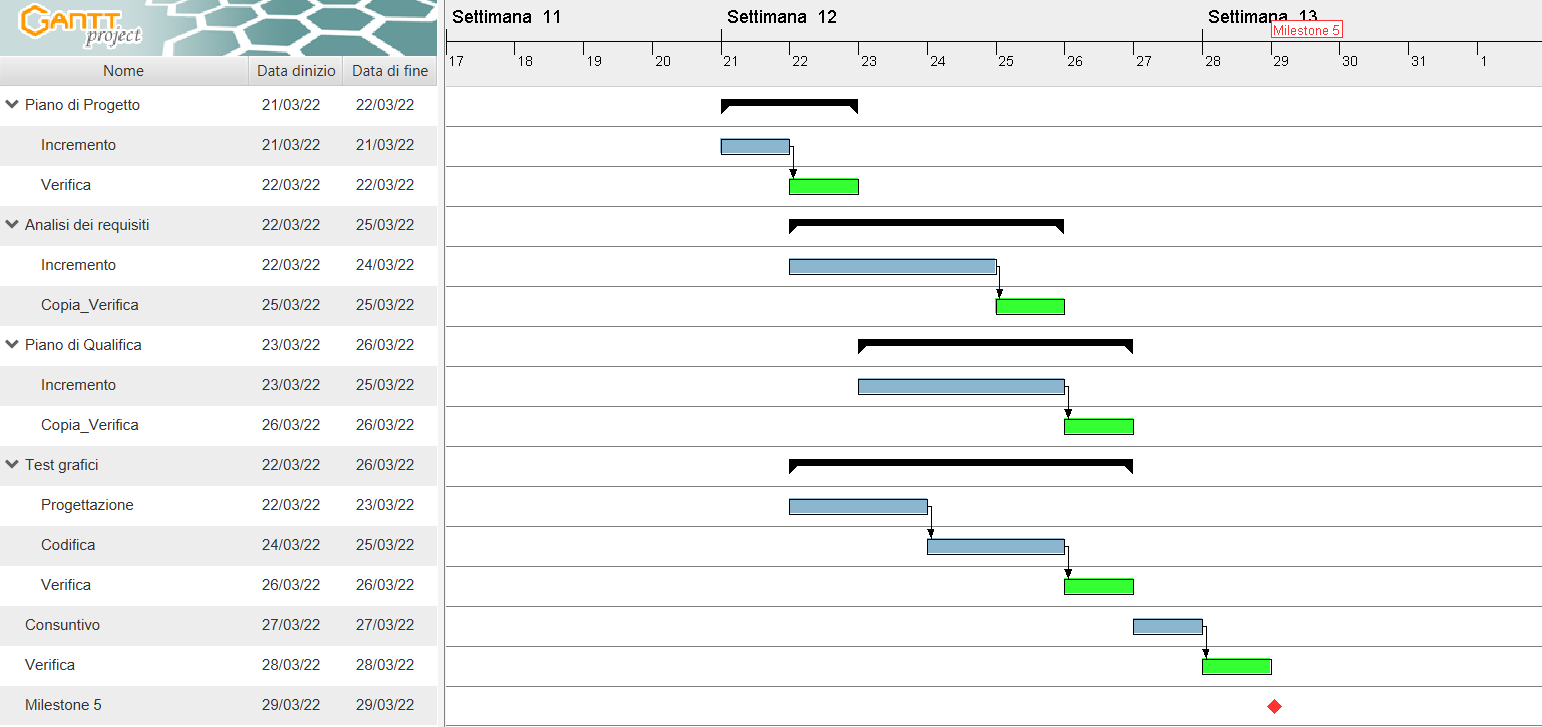 GANTT
project
Settimana 11 Settimana 12 Settimana 13
Milestone 5
17 18 19 20 21 22 23 24 25 26 27 28 29 30 31 1
Nome Data dinizio Data di fine
Piano di Progetto 21/03/22 22/03/22
Incremento 21/03/22 21/03/22
Verifica 22/03/22 22/03/22
Analisi dei requisiti 22/03/22 25/03/22
Incremento 22/03/22 24/03/22
Copia_Verifica 25/03/22 25/03/22
Piano di Qualifica 23/03/22 26/03/22
Incremento 23/03/22 25/03/22
Copia_Verifica 26/03/22 26/03/22
Test grafici 22/03/22 26/03/22
Progettazione 22/03/22 23/03/22
Codifica 24/03/22 25/03/22
Verifica 26/03/22 26/03/22
Consuntivo 27/03/22 27/03/22
Verifica 28/03/22 28/03/22
Milestone 5 29/03/22 29/03/22